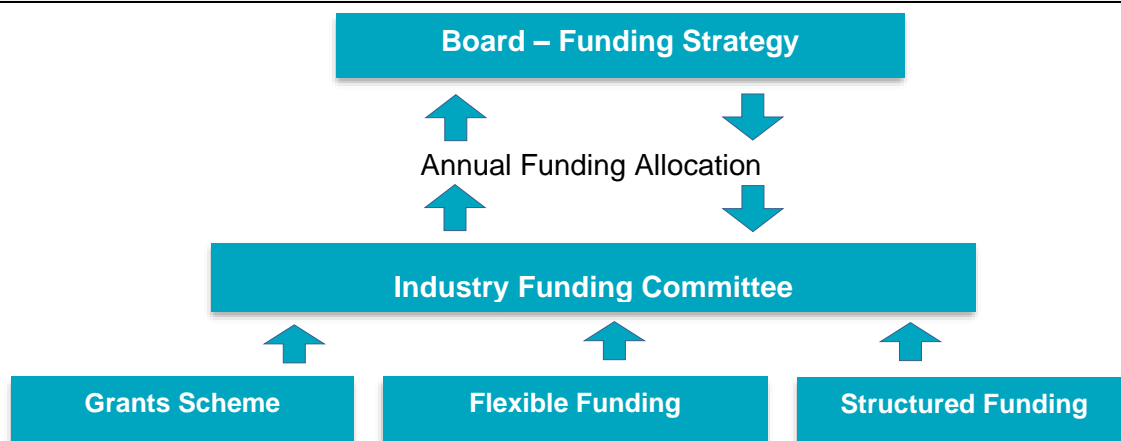 Board – Funding Strategy
Annual Funding Allocation
Industry Funding Committee
Grants Scheme
Flexible Funding
Structured Funding